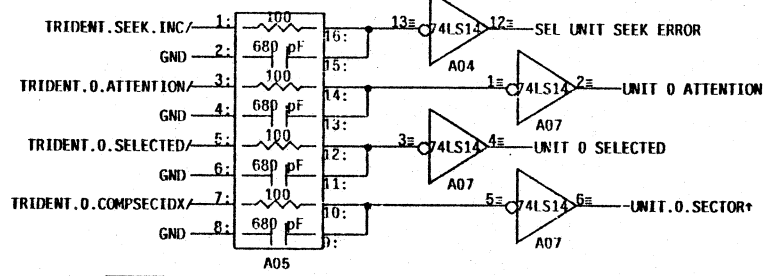 TRIDENT.SEEK.INC/ 1: 100 16: 13≡ 74LS14 12≡ SEL UNIT SEEK ERROR
GND 2: 680 pF 15: A04
TRIDENT.0.ATTENTION/ 3: 100 14: 1≡ 74LS14 2≡ UNIT 0 ATTENTION
GND 4: 680 pF 13: A07
TRIDENT.0.SELECTED/ 5: 100 12: 3≡ 74LS14 4≡ UNIT 0 SELECTED
GND 6: 680 pF 11: A07
TRIDENT.0.COMPSECIDX/ 7: 100 10: 5≡ 74LS14 6≡ -UNIT.0.SECTOR↑
GND 8: 680 pF 9: A07
A05